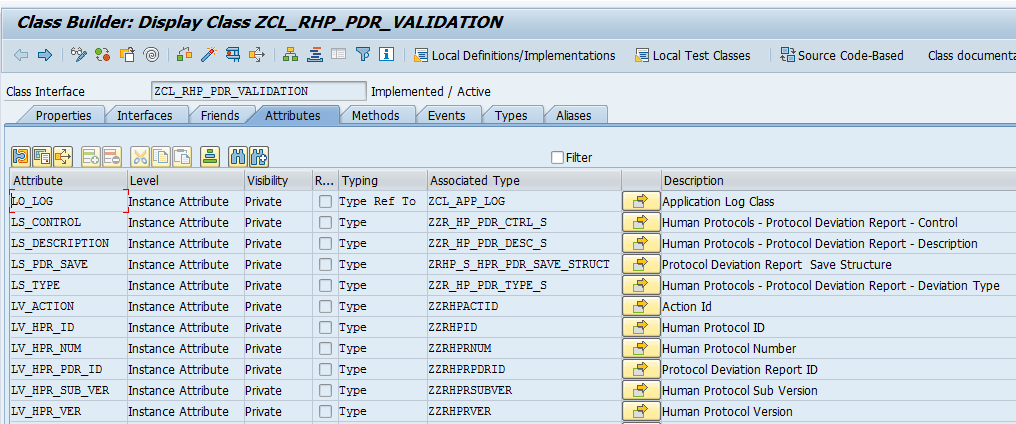 Class Builder: Display Class ZCL_RHP_PDR_VALIDATION
Local Definitions/Implementations Local Test Classes Source Code-Based Class documenta
Class Interface ZCL_RHP_PDR_VALIDATION Implemented / Active
Properties Interfaces Friends Attributes Methods Events Types Aliases
Filter
Attribute Level Visibility R... Typing Associated Type Description
LO_LOG Instance Attribute Private Type Ref To ZCL_APP_LOG Application Log Class
LS_CONTROL Instance Attribute Private Type ZZR_HP_PDR_CTRL_S Human Protocols - Protocol Deviation Report - Control
LS_DESCRIPTION Instance Attribute Private Type ZZR_HP_PDR_DESC_S Human Protocols - Protocol Deviation Report - Description
LS_PDR_SAVE Instance Attribute Private Type ZRHP_S_HPR_PDR_SAVE_STRUCT Protocol Deviation Report  Save Structure
LS_TYPE Instance Attribute Private Type ZZR_HP_PDR_TYPE_S Human Protocols - Protocol Deviation Report - Deviation Type
LV_ACTION Instance Attribute Private Type ZZRHPACTID Action Id
LV_HPR_ID Instance Attribute Private Type ZZRHPID Human Protocol ID
LV_HPR_NUM Instance Attribute Private Type ZZRHPRNUM Human Protocol Number
LV_HPR_PDR_ID Instance Attribute Private Type ZZRHPRPDRID Protocol Deviation Report ID
LV_HPR_SUB_VER Instance Attribute Private Type ZZRHPRSUBVER Human Protocol Sub Version
LV_HPR_VER Instance Attribute Private Type ZZRHPRVER Human Protocol Version